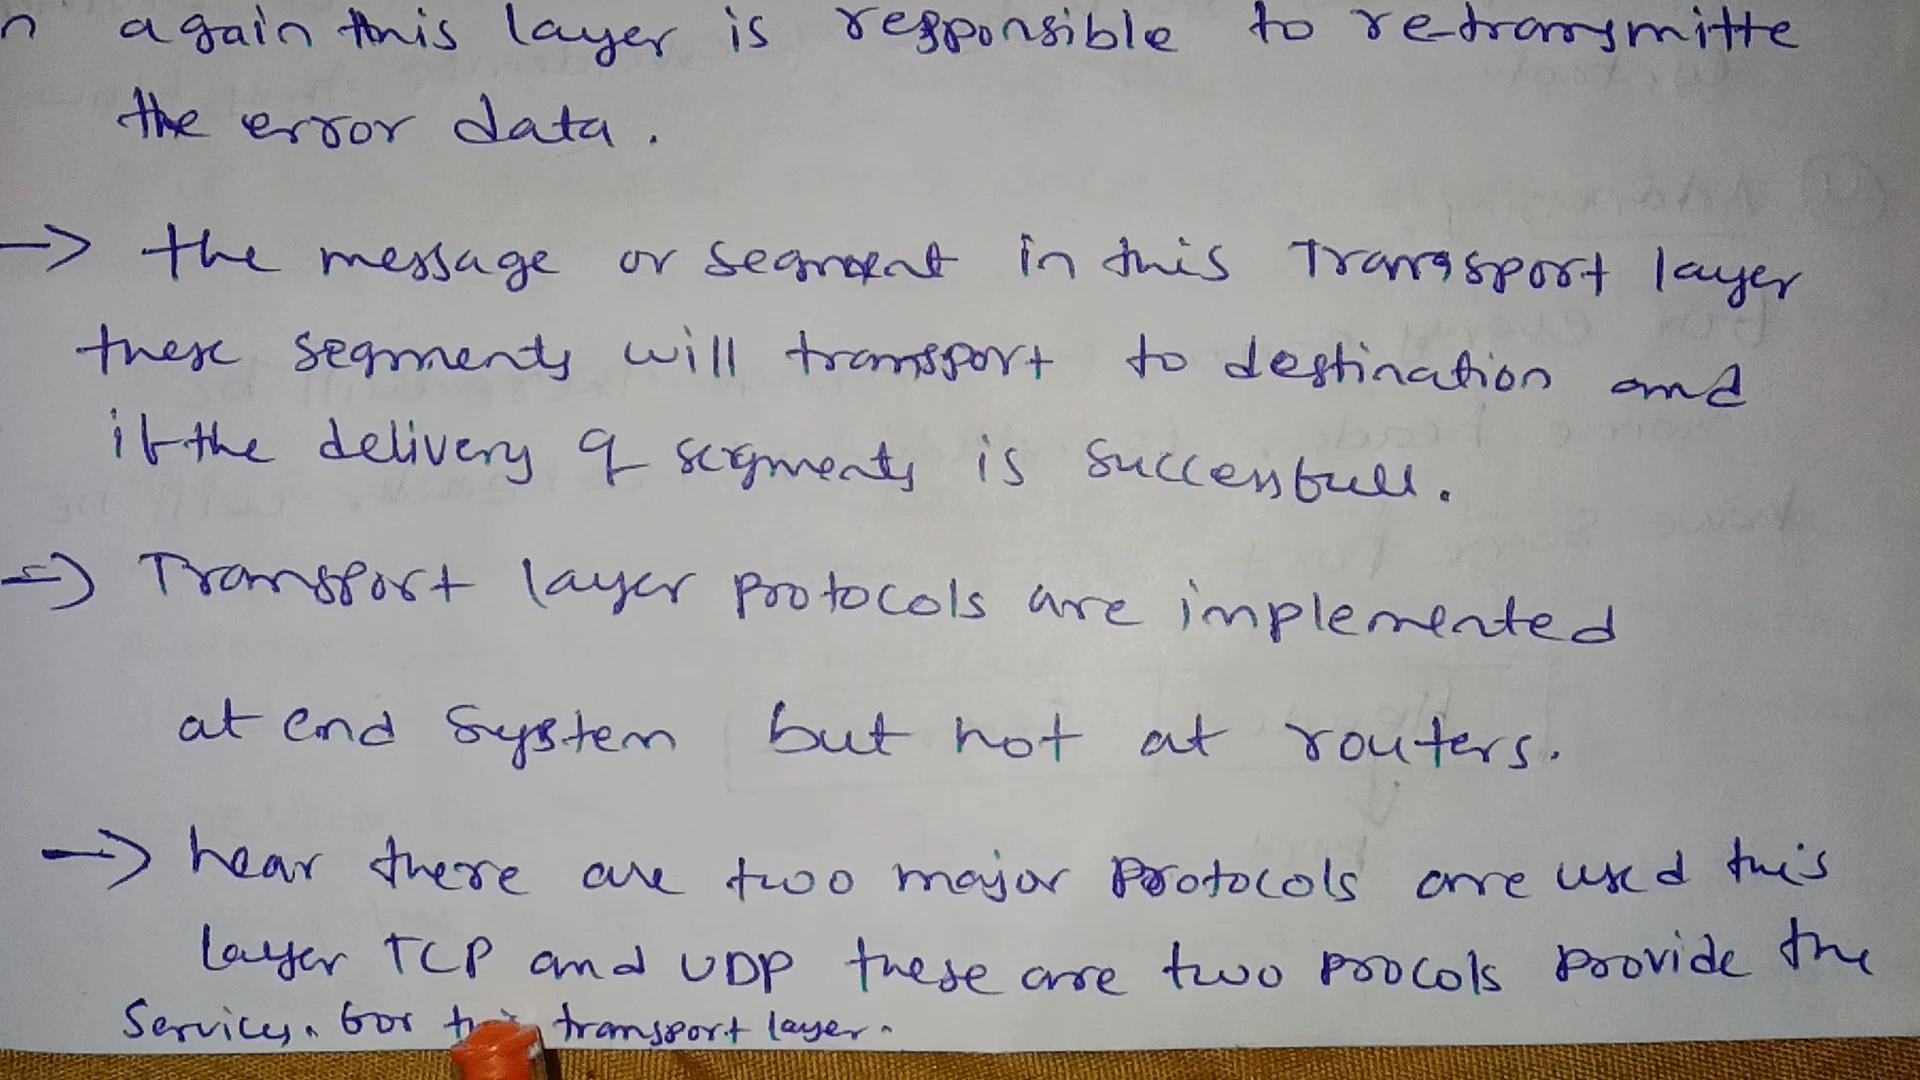 again this layer is responsible to retransmitte
the error data.
-> the message or segment in this Transport layer
these segments will transport to destination and
if the delivery of segments is successfull.
=> Transport layer protocols are implemented
at end System but not at routers.
-> hear there are two major Protocols are used this
layer TCP and UDP these are two procols provide the
Services. for transport layer.